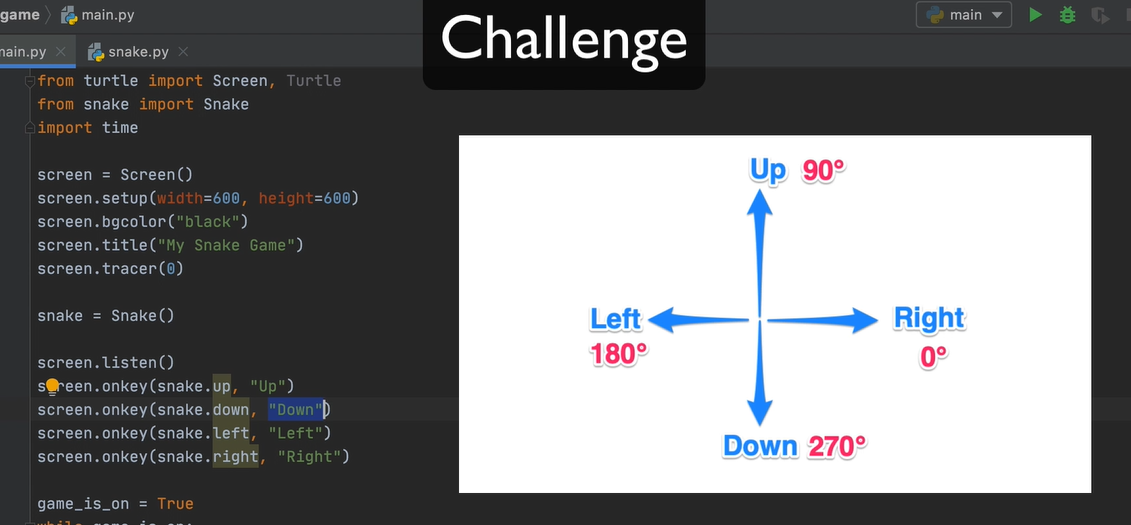 game
main.py
Challenge
main
main.py
snake.py
from turtle import Screen, Turtle
from snake import Snake
import time
screen = Screen()
screen.setup(width=600, height=600)
screen.bgcolor("black")
screen.title("My Snake Game")
screen.tracer(0)
snake = Snake()
screen.listen()
screen.onkey(snake.up, "Up")
screen.onkey(snake.down, "Down")
screen.onkey(snake.left, "Left")
screen.onkey(snake.right, "Right")
game_is_on = True
while game_is_on:
Up 90°
Left
180°
Right
0°
Down 270°